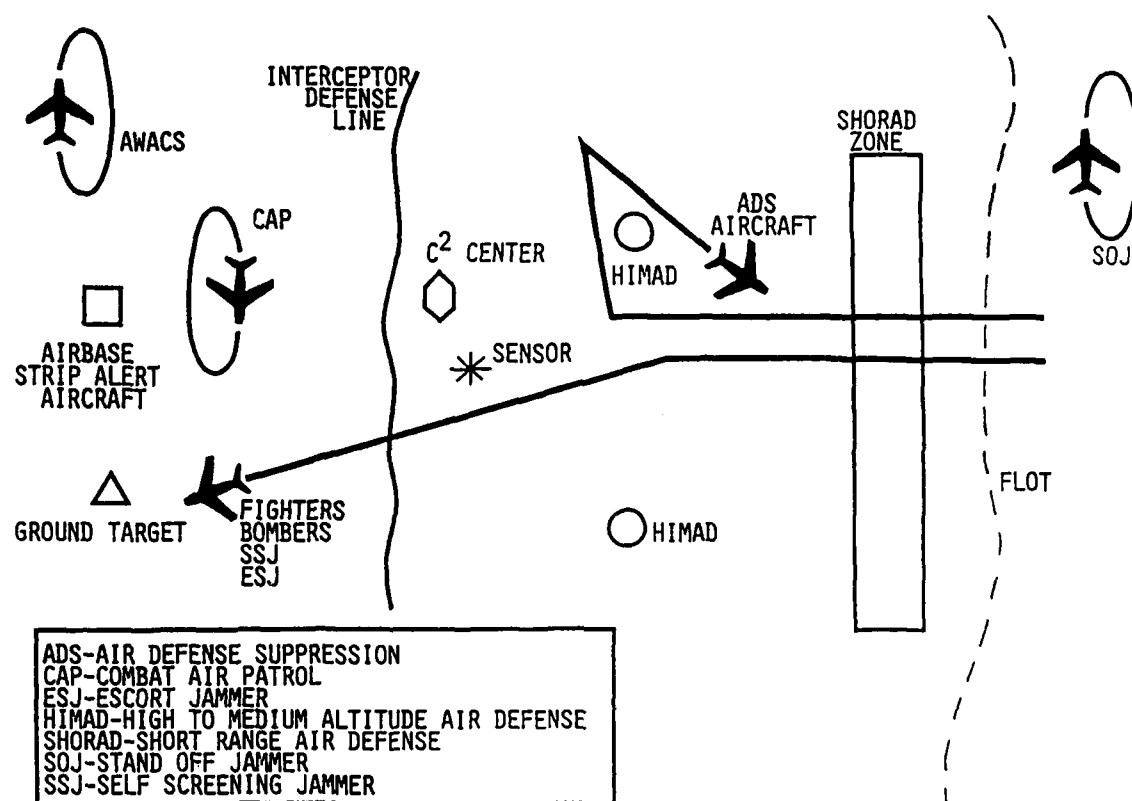 INTERCEPTOR
DEFENSE
LINE
AWACS
SHORAD
ZONE
CAP
ADS
AIRCRAFT
C² CENTER
HIMAD
SOJ
AIRBASE
STRIP ALERT
AIRCRAFT
SENSOR
FLOT
GROUND TARGET
FIGHTERS
BOMBERS
SSJ
ESJ
HIMAD
ADS-AIR DEFENSE SUPPRESSION
CAP-COMBAT AIR PATROL
ESJ-ESCORT JAMMER
HIMAD-HIGH TO MEDIUM ALTITUDE AIR DEFENSE
SHORAD-SHORT RANGE AIR DEFENSE
SOJ-STAND OFF JAMMER
SSJ-SELF SCREENING JAMMER